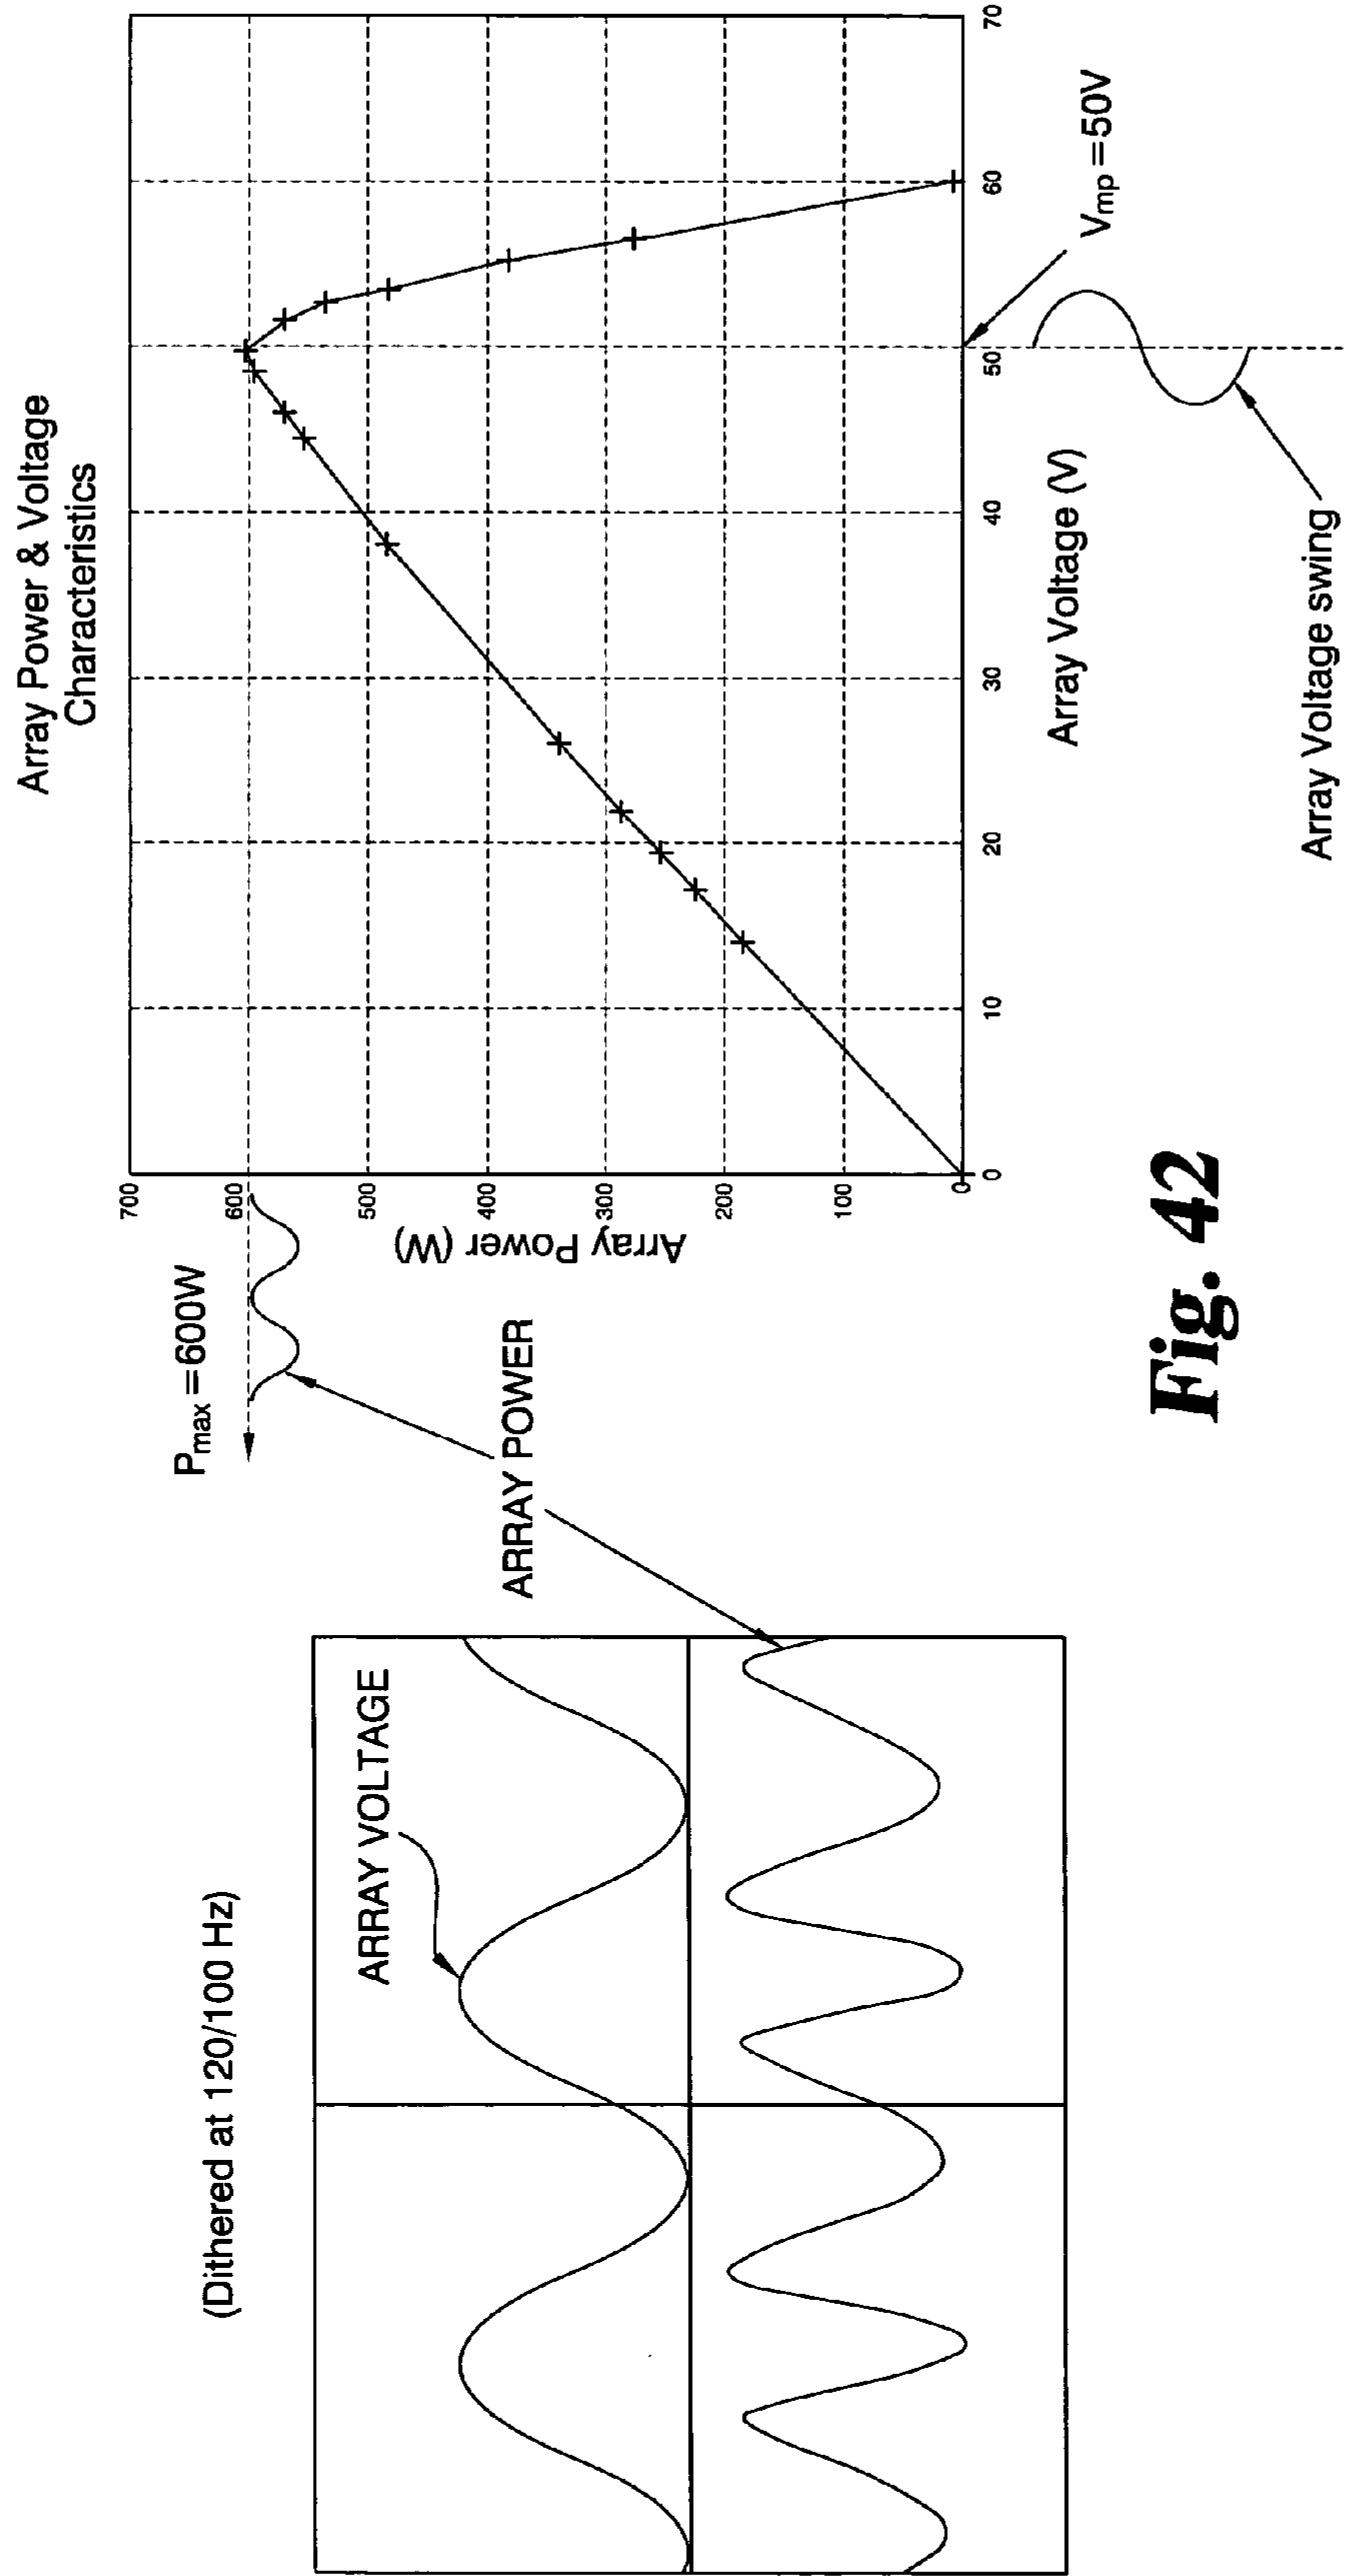 (Dithered at 120/100 Hz)
ARRAY VOLTAGE
ARRAY POWER
P_max = 600W
Array Power & Voltage
Characteristics
700
600
500
400
300
200
100
0
Array Power (W)
0
10
20
30
40
50
60
70
Array Voltage (V)
V_mp = 50V
Array Voltage swing
Fig. 42